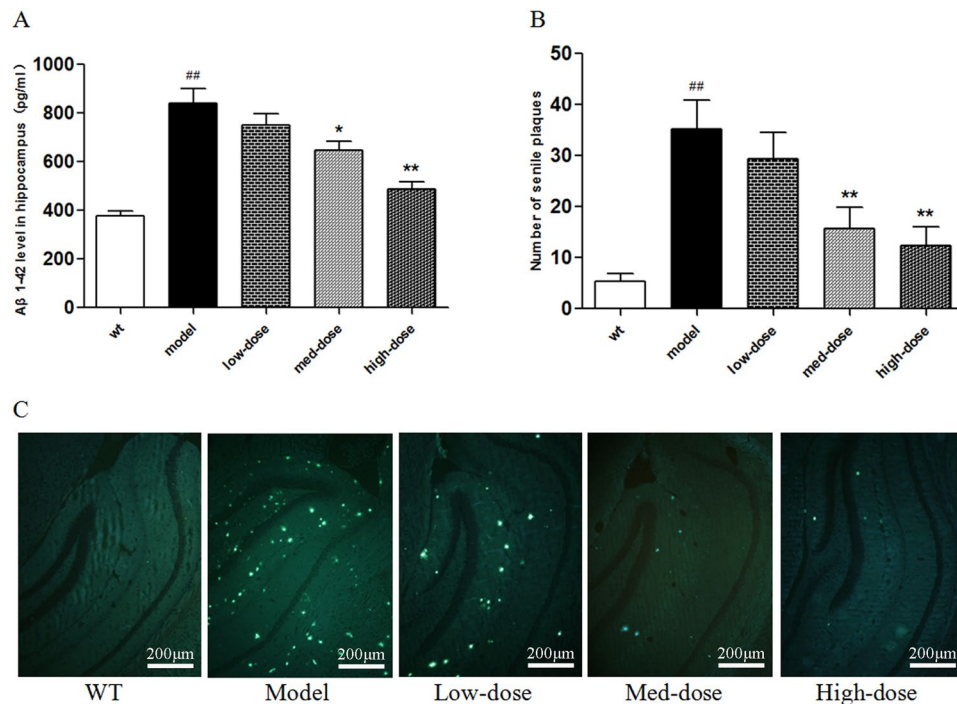 A
Aβ 1-42 level in hippocampus (pg/ml)
1000
800
600
400
200
0
##
*
**
wt
model
low-dose
med-dose
high-dose
B
Number of senile plaques
50
40
30
20
10
0
##
**
**
wt
model
low-dose
med-dose
high-dose
C
200μm
200μm
200μm
200μm
200μm
WT
Model
Low-dose
Med-dose
High-dose